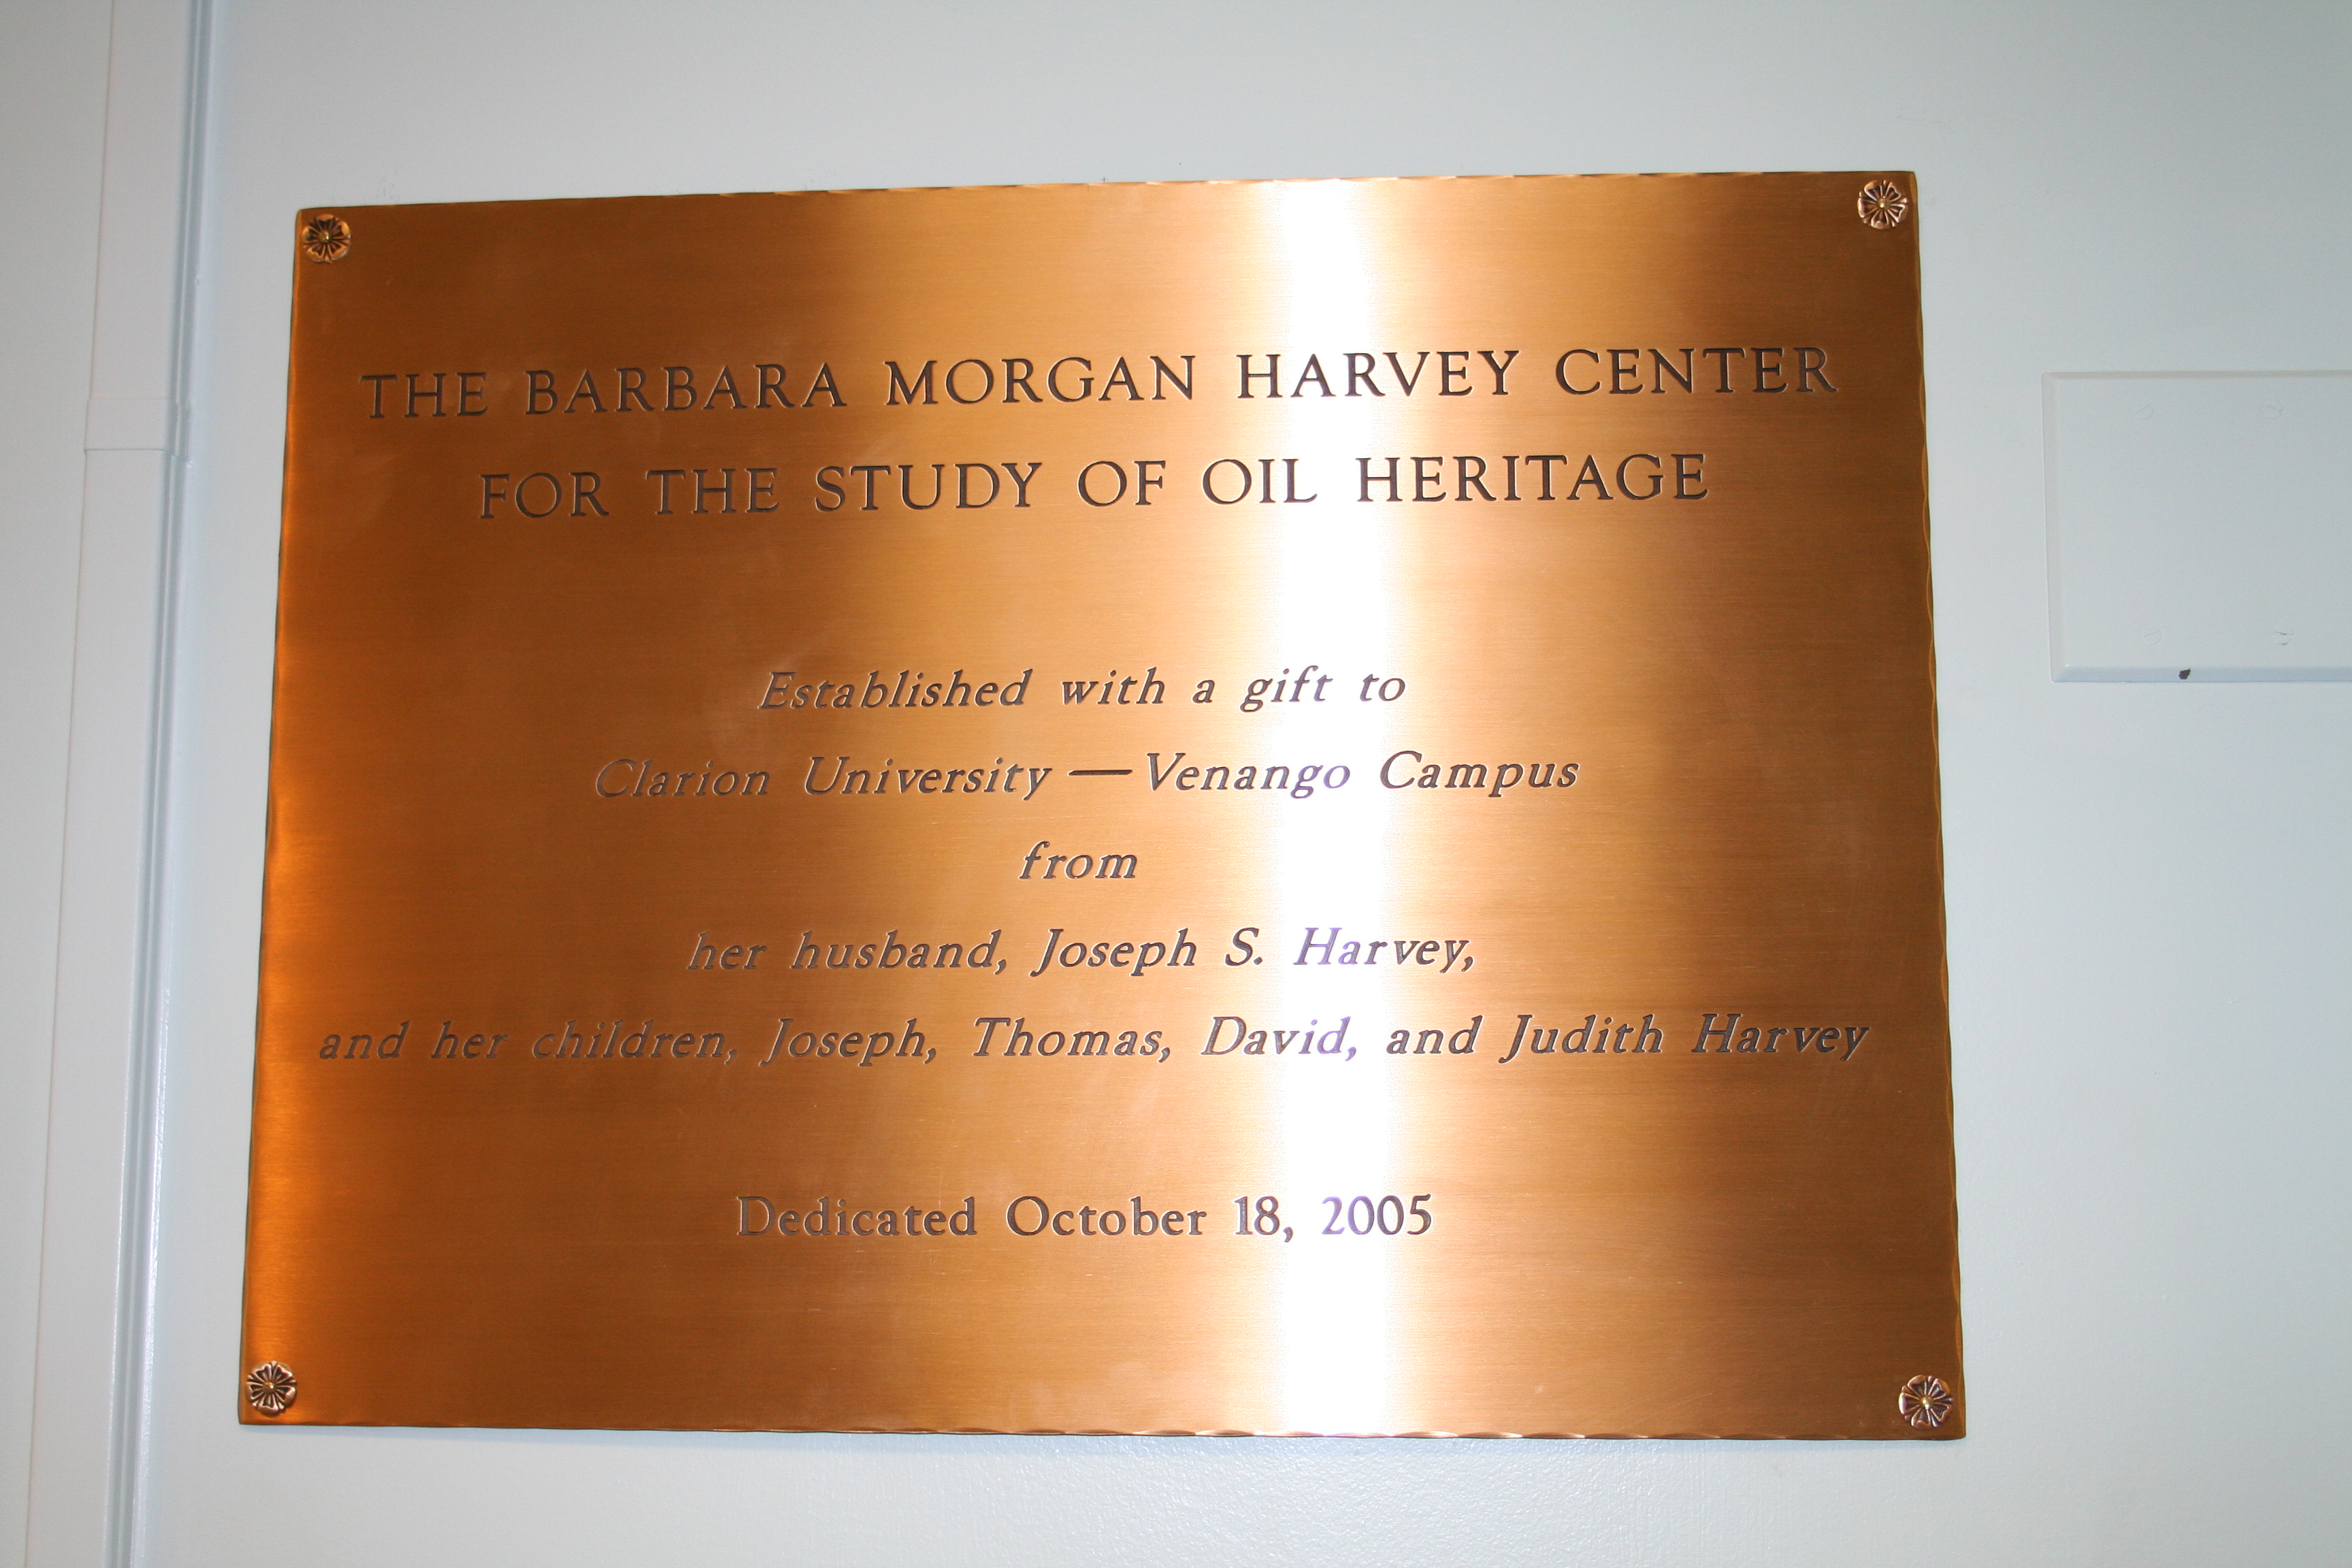 THE BARBARA MORGAN HARVEY CENTER
FOR THE STUDY OF OIL HERITAGE
Established with a gift to
Clarion University — Venango Campus
from
her husband, Joseph S. Harvey,
and her children, Joseph, Thomas, David, and Judith Harvey
Dedicated October 18, 2005